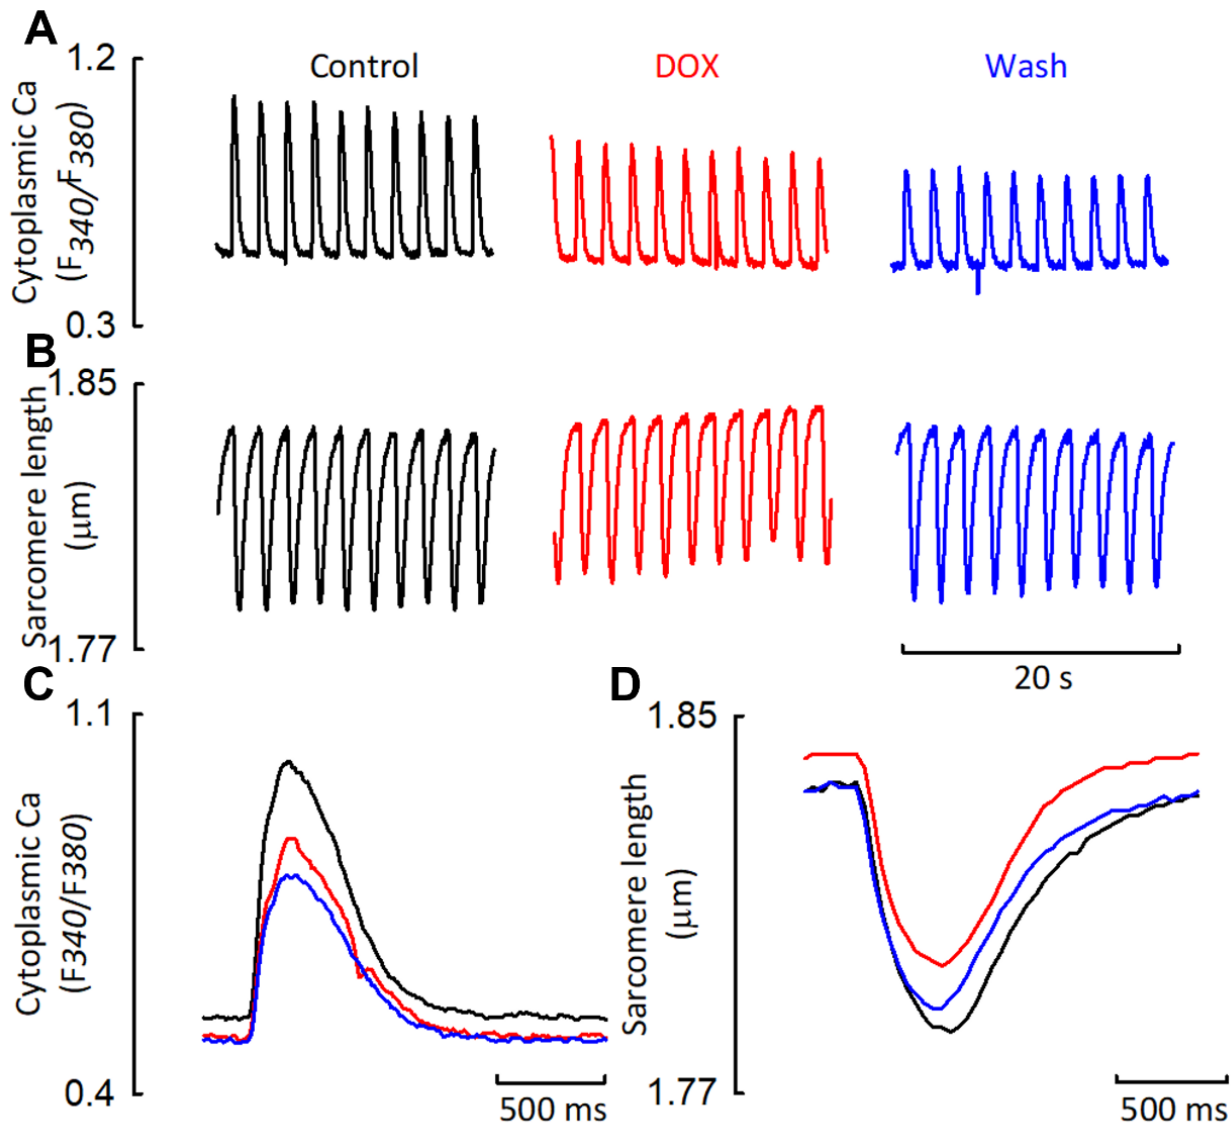 A
1.2
Control
DOX
Wash
Cytoplasmic Ca
(F340/F380)
0.3
B
1.85
Sarcomere length
(μm)
1.77
20 s
C
1.1
Cytoplasmic Ca
(F340/F380)
0.4
500 ms
D
1.85
Sarcomere length
(μm)
1.77
500 ms